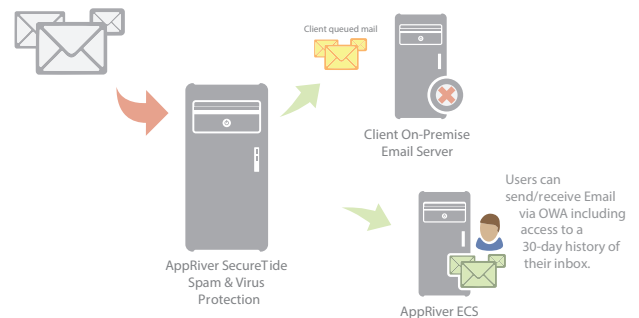 Client queued mail
Client On-Premise
Email Server
Users can
send/receive Email
via OWA including
access to a
30-day history of
their inbox.
AppRiver SecureTide
Spam & Virus
Protection
AppRiver ECS